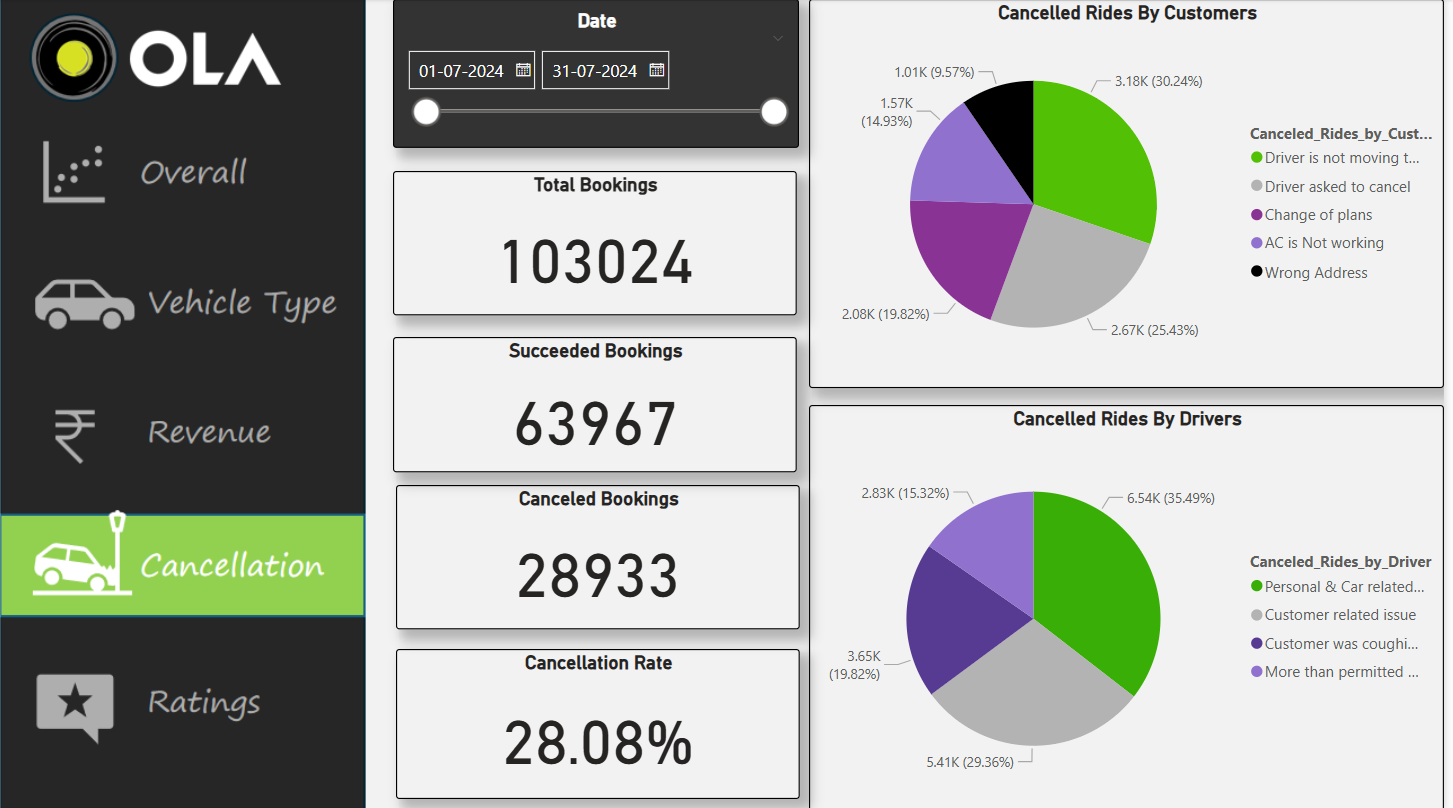 OLA
Overall
Vehicle Type
Revenue
Cancellation
Ratings
Date
01-07-2024
31-07-2024
Total Bookings
103024
Succeeded Bookings
63967
Canceled Bookings
28933
Cancellation Rate
28.08%
Cancelled Rides By Customers
1.01K (9.57%)
3.18K (30.24%)
1.57K
(14.93%)
2.08K (19.82%)
2.67K (25.43%)
Canceled_Rides_by_Cust...
Driver is not moving t...
Driver asked to cancel
Change of plans
AC is Not working
Wrong Address
Cancelled Rides By Drivers
2.83K (15.32%)
6.54K (35.49%)
3.65K
(19.82%)
5.41K (29.36%)
Canceled_Rides_by_Driver
Personal & Car related...
Customer related issue
Customer was coughi...
More than permitted ...